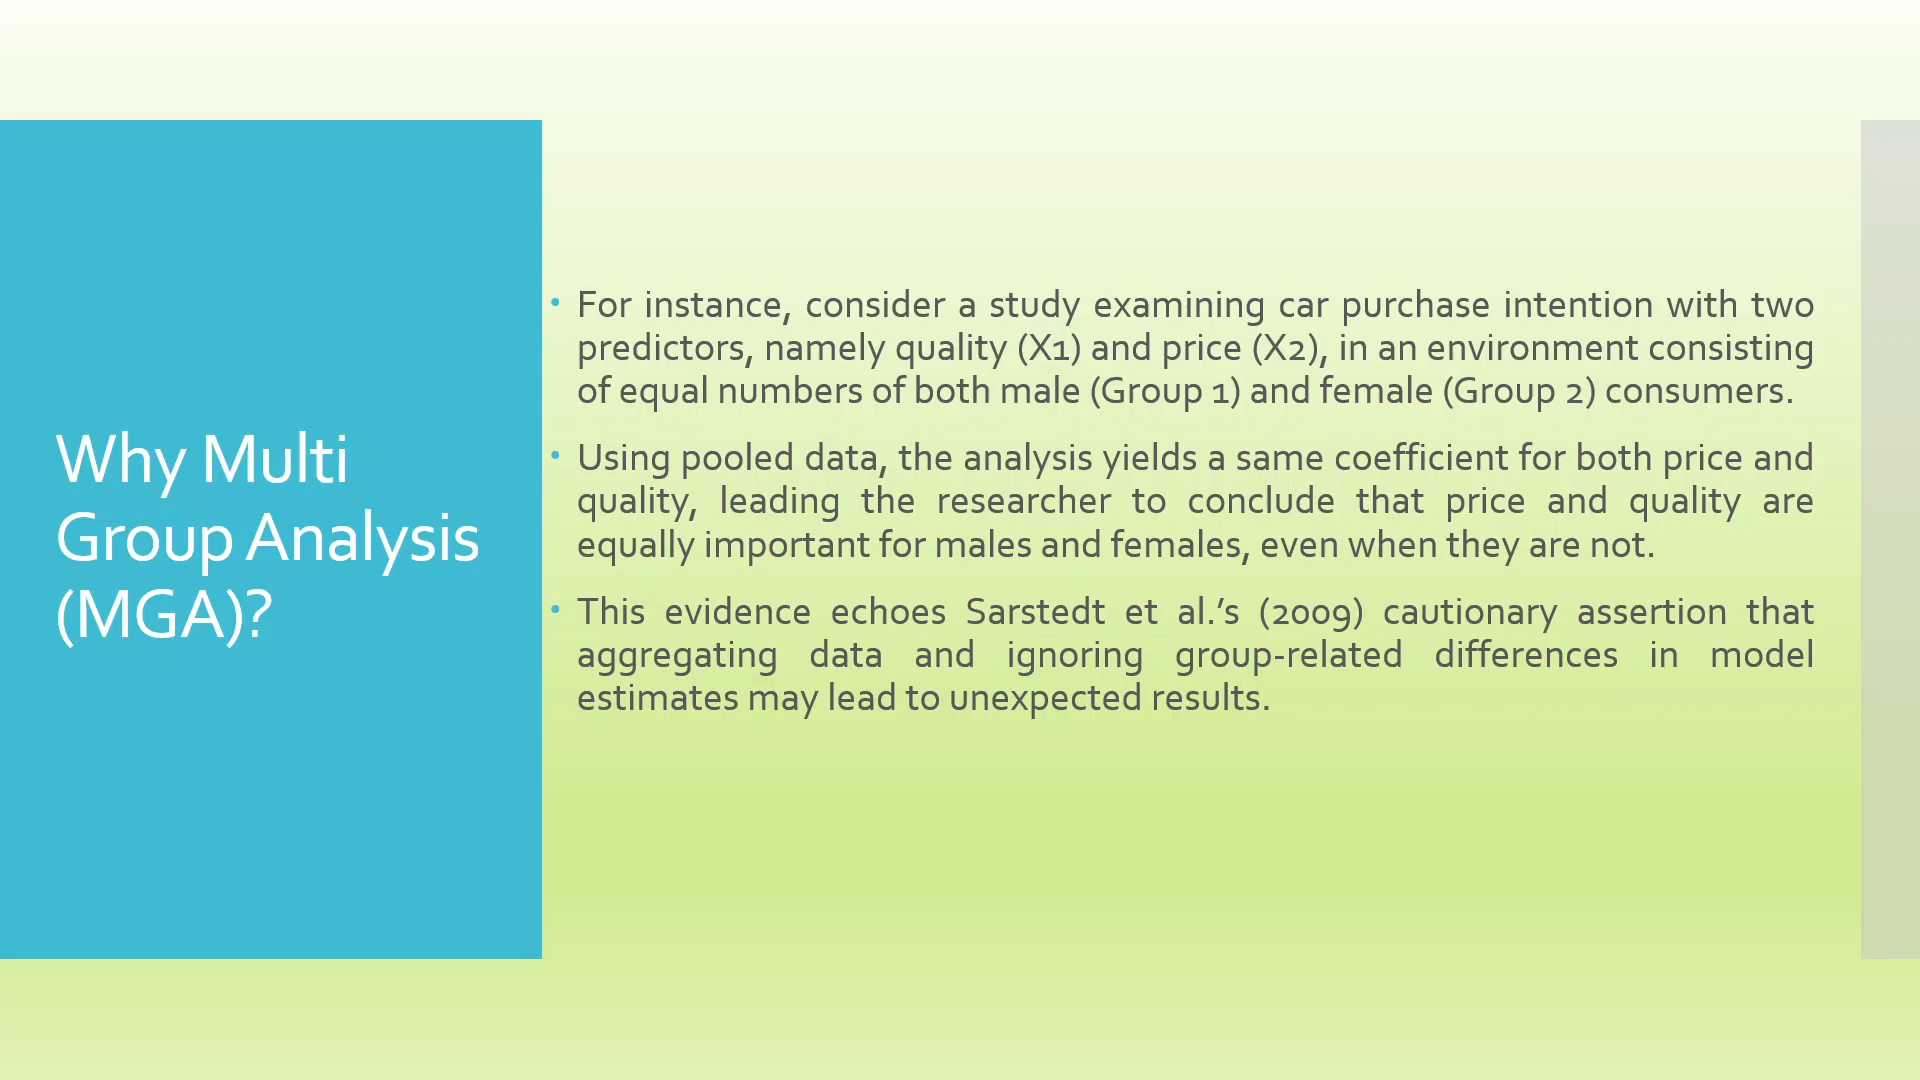 Why Multi
Group Analysis
(MGA)?
• For instance, consider a study examining car purchase intention with two
predictors, namely quality (X1) and price (X2), in an environment consisting
of equal numbers of both male (Group 1) and female (Group 2) consumers.
• Using pooled data, the analysis yields a same coefficient for both price and
quality, leading the researcher to conclude that price and quality are
equally important for males and females, even when they are not.
• This evidence echoes Sarstedt et al.’s (2009) cautionary assertion that
aggregating data and ignoring group-related differences in model
estimates may lead to unexpected results.